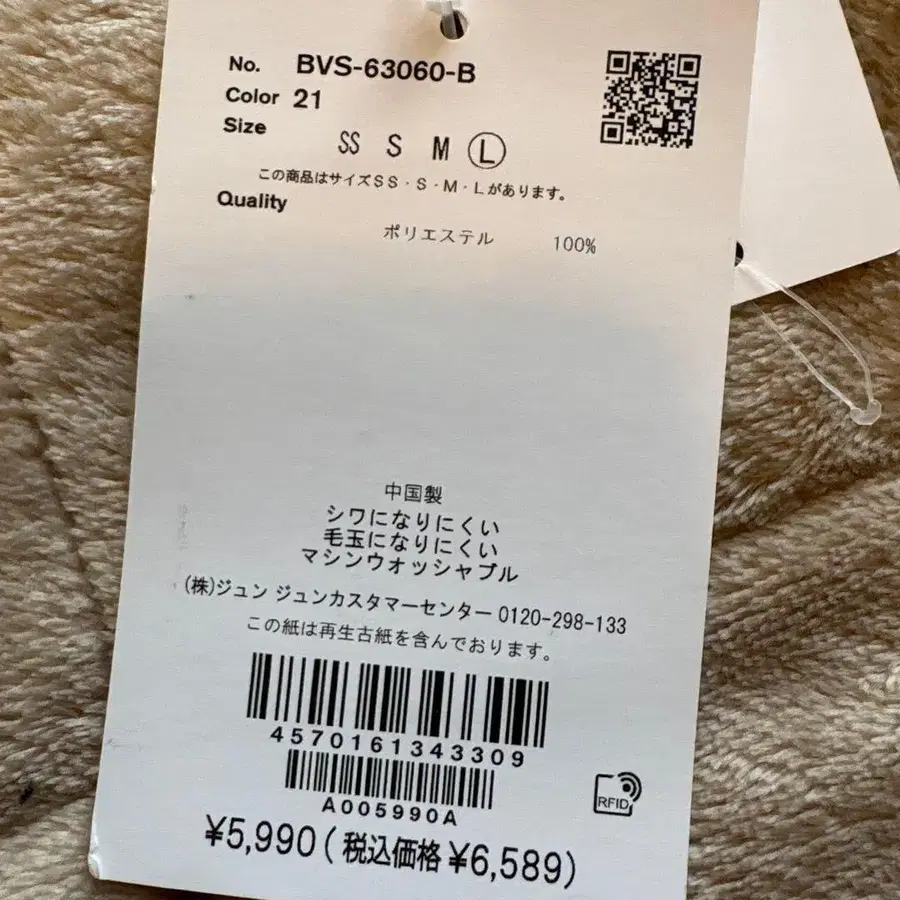 No. BVS-63060-B
Color 21
Size
SS S M L
この商品はサイズSS・S・M・Lがあります。
Quality
ポリエステル 100%
中国製
シワになりにくい
毛玉になりにくい
マシンウォッシャブル
(株)ジュン ジュンカスタマーセンター 0120-298-133
この紙は再生古紙を含んでおります。
4570161343309
A005990A
RFID
¥5,990(税込価格¥6,589)